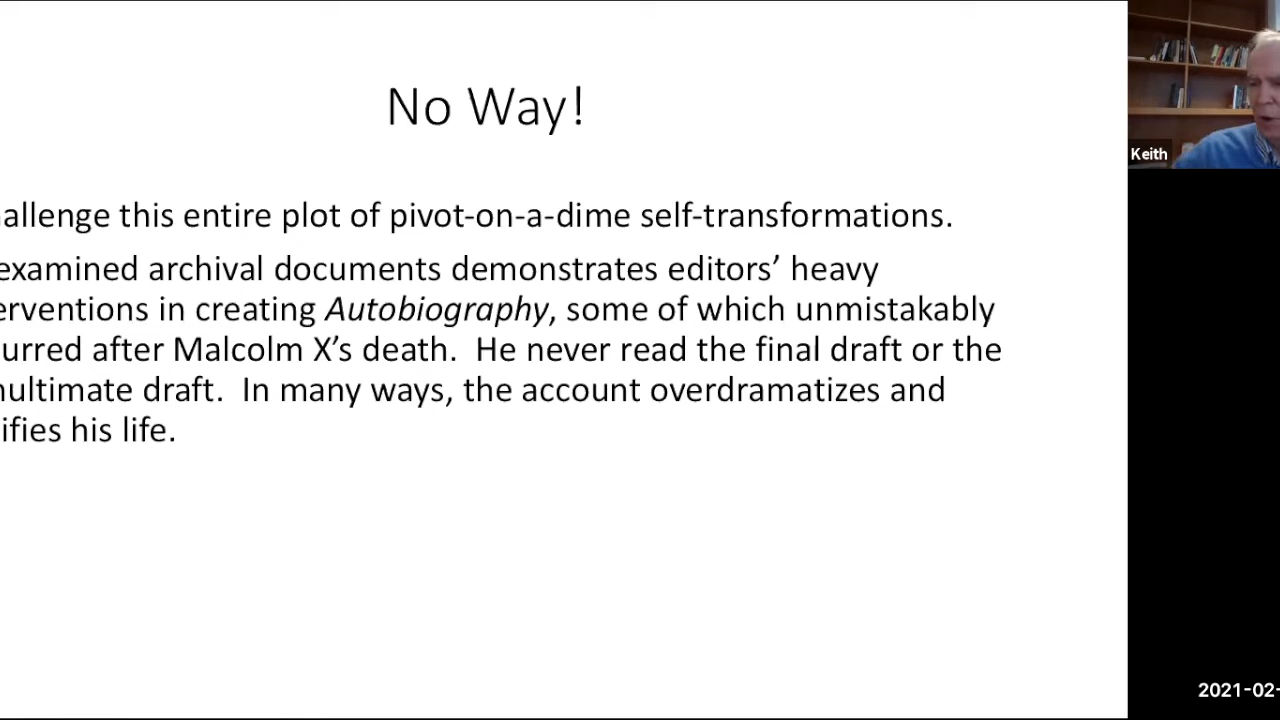 No Way!
allenge this entire plot of pivot-on-a-dime self-transformations.
examined archival documents demonstrates editors’ heavy
erventions in creating Autobiography, some of which unmistakably
urred after Malcolm X’s death.  He never read the final draft or the
ultimate draft.  In many ways, the account overdramatizes and
ifies his life.
Keith
2021-02-